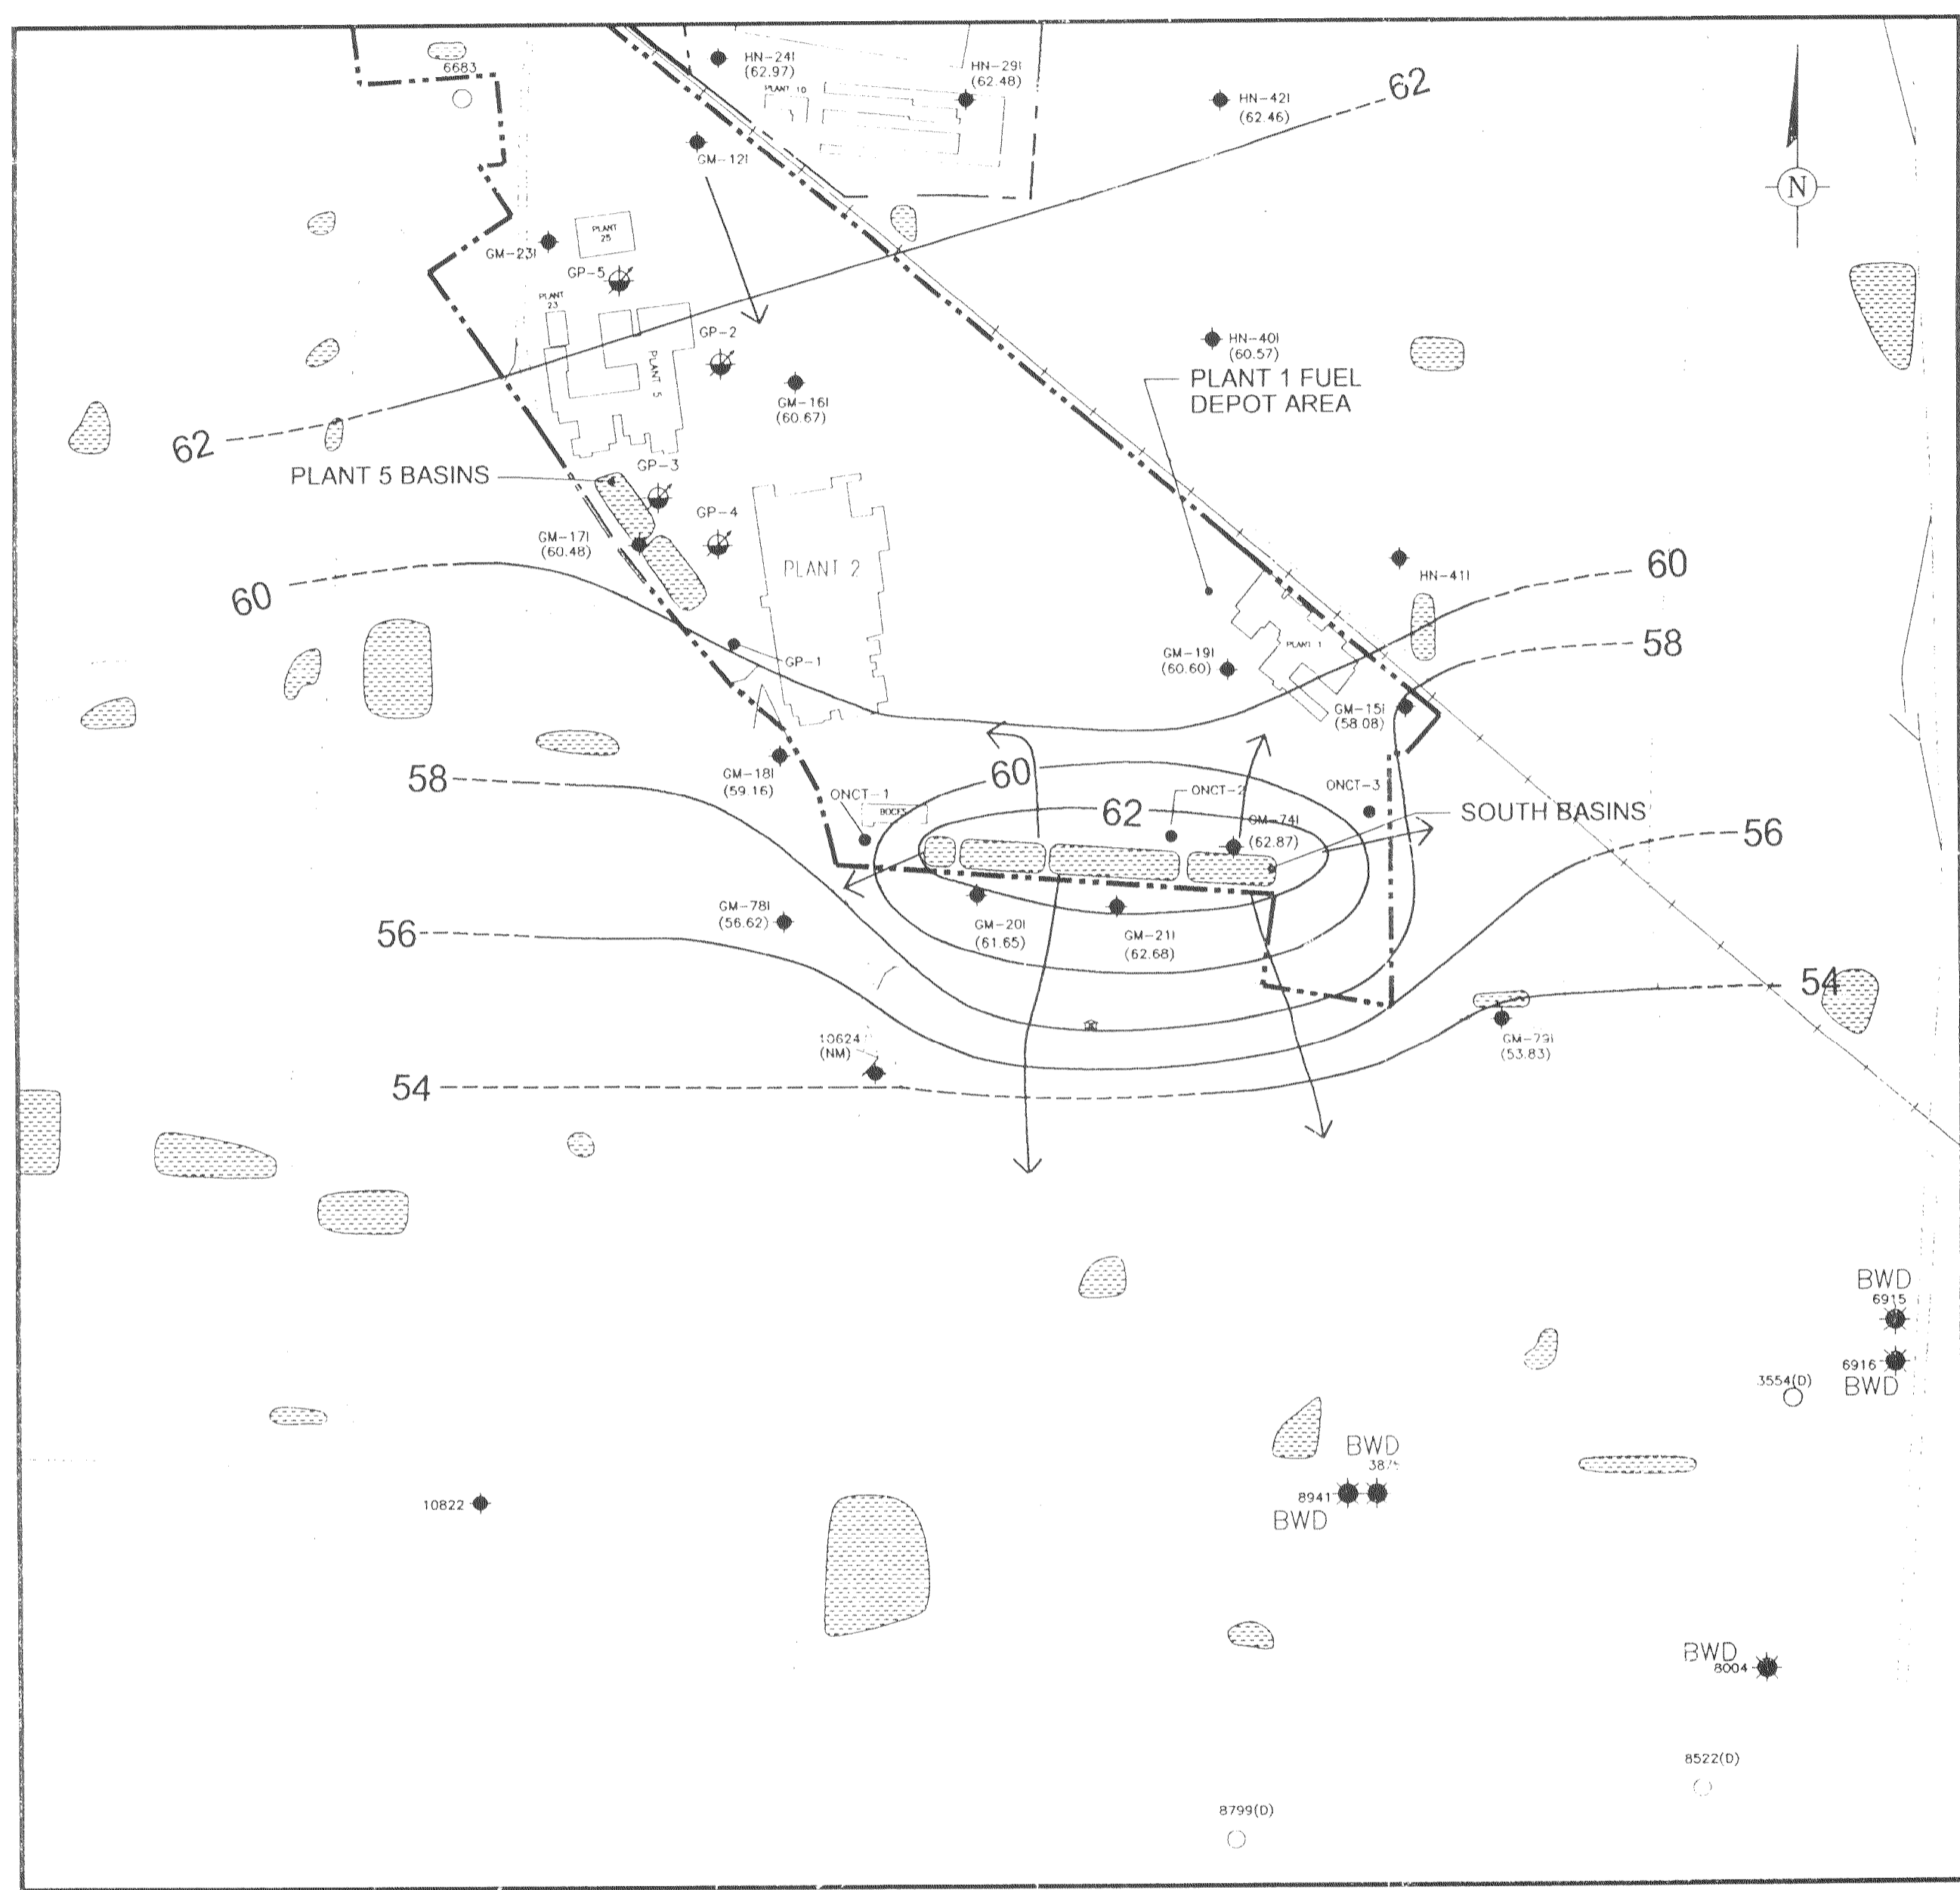 6683
HN-24I
(62.97)
PLANT 10
HN-29I
(62.48)
HN-42I
(62.46)
62
N
GM-12I
GM-23I
PLANT
25
GP-5
PLANT
23
GP-2
PLANT 5
GM-16I
(60.67)
HN-40I
(60.57)
PLANT 1 FUEL
DEPOT AREA
62
PLANT 5 BASINS
GP-3
GP-4
GM-17I
(60.48)
PLANT 2
60
HN-41I
60
58
GP-1
GM-19I
(60.60)
PLANT 1
GM-15I
(58.08)
58
GM-18I
(59.16)
ONCT-1
BOCES
60
62
ONCT-2
ONCT-3
GM-74I
(62.87)
SOUTH BASINS
56
GM-78I
(56.62)
56
GM-20I
(61.65)
GM-21I
(62.68)
54
10624
(NM)
GM-79I
(53.83)
54
BWD
6915
6916
BWD
3554(D)
BWD
8941
BWD
10822
BWD
8004
8522(D)
8799(D)